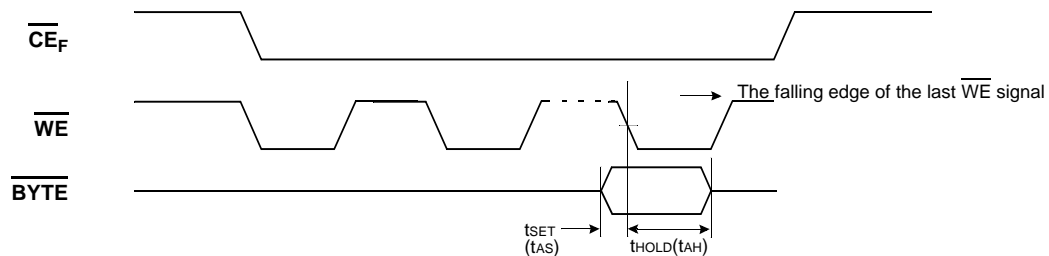 CEF
The falling edge of the last WE signal
WE
BYTE
tSET
(tAS)
tHOLD(tAH)